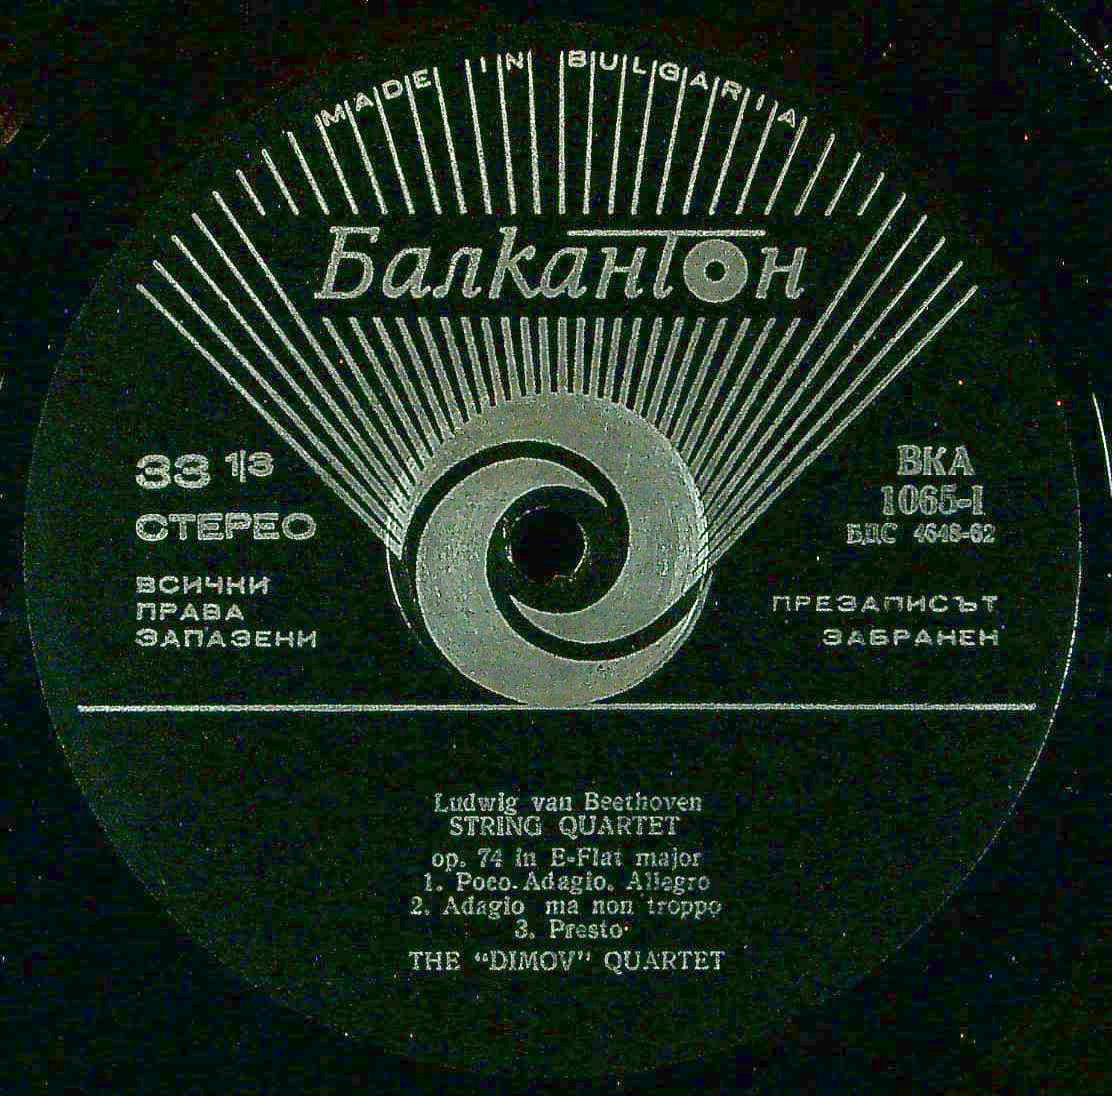 MADE IN BULGARIA
Балкантон
33 1/3
СТЕРЕО
ВСИЧКИ
ПРАВА
ЗАПАЗЕНИ
ВКА
1065-I
БДС 4648-62
ПРЕЗАПИСЪТ
ЗАБРАНЕН
Ludwig van Beethoven
STRING QUARTET
op. 74 in E-Flat major
1. Poco. Adagio. Allegro
2. Adagio ma non troppo
3. Presto
THE “DIMOV” QUARTET